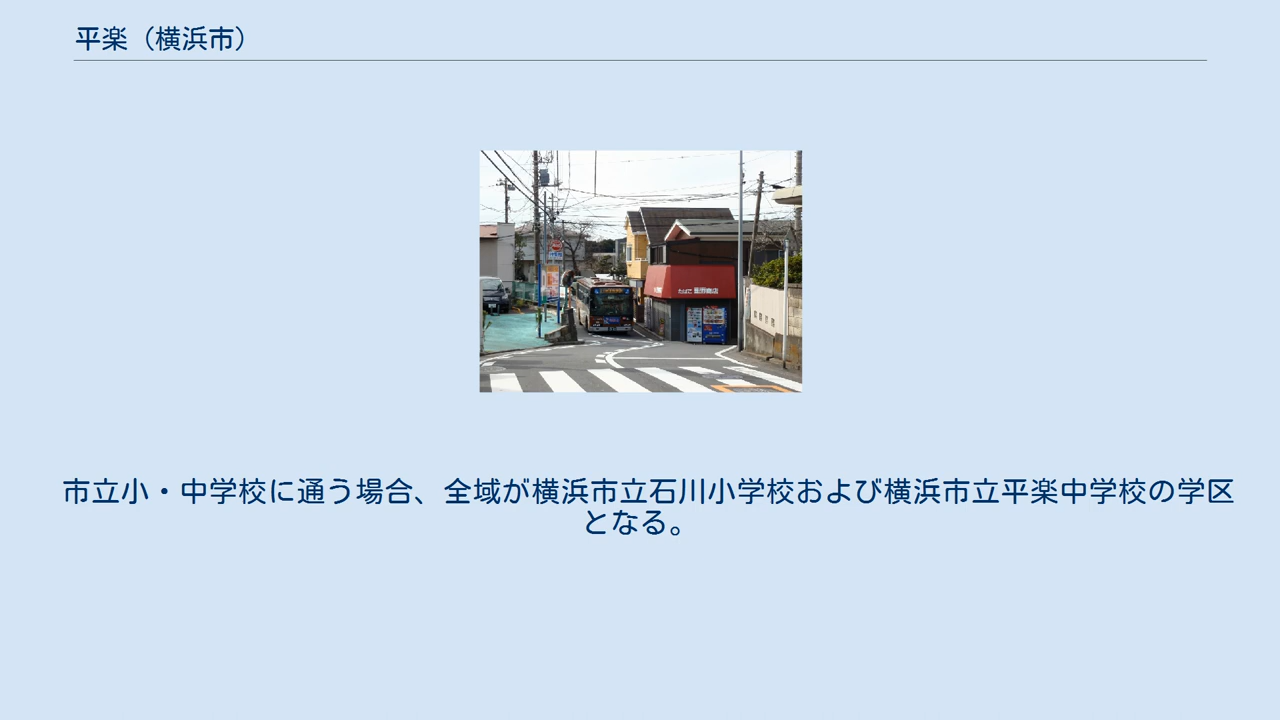 平楽（横浜市）
市立小・中学校に通う場合、全域が横浜市立石川小学校および横浜市立平楽中学校の学区
となる。